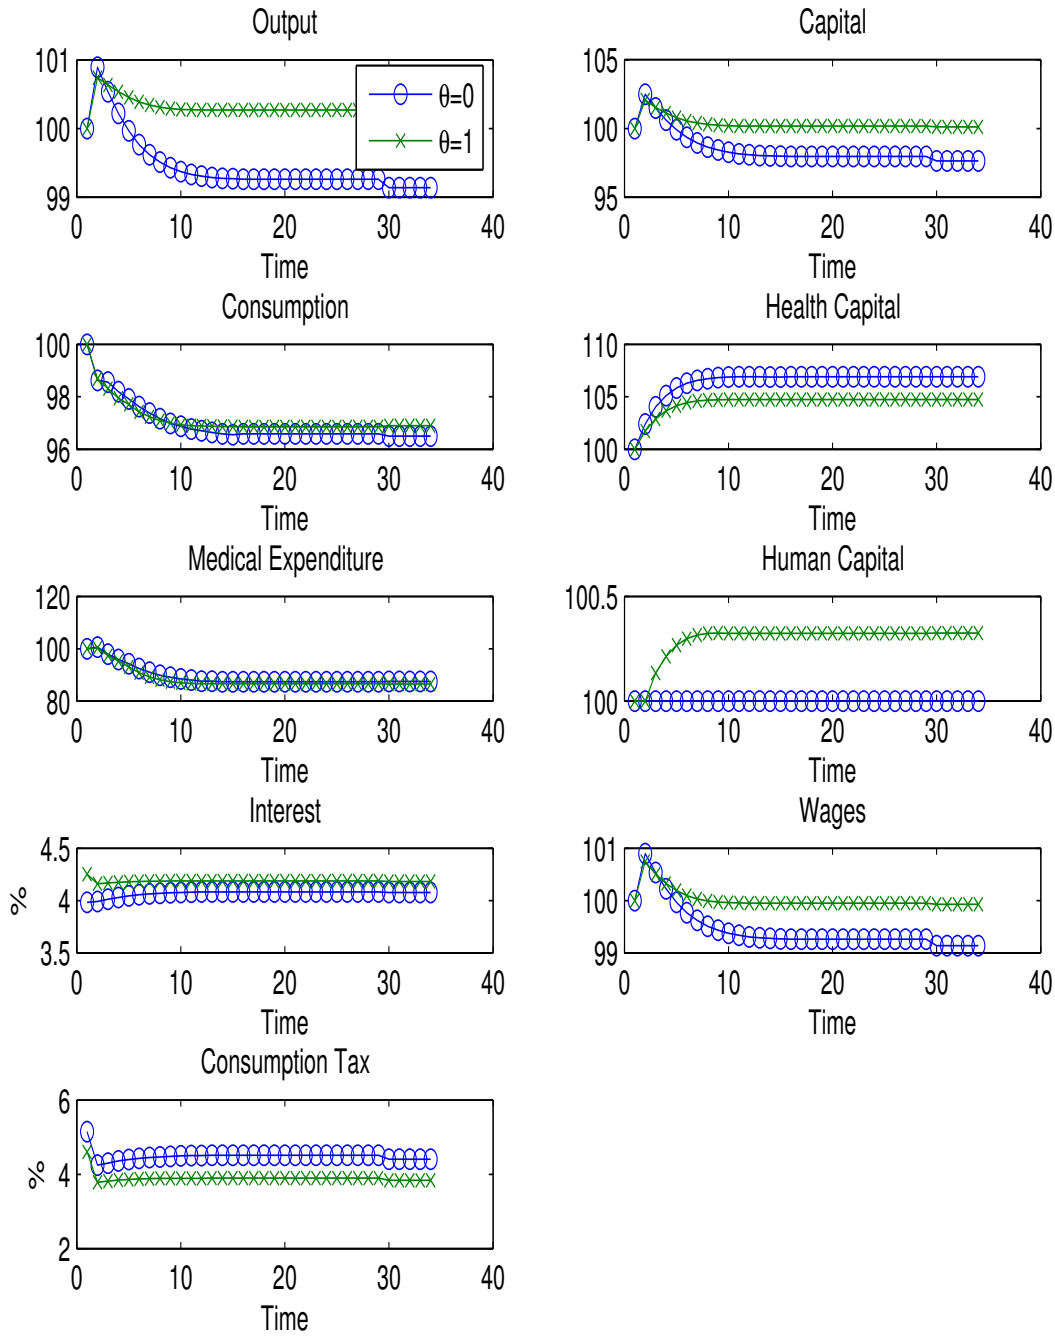 Output
101
100
99
0 10 20 30 40
Time
θ=0
θ=1
Capital
105
100
95
0 10 20 30 40
Time
Consumption
100
98
96
0 10 20 30 40
Time
Health Capital
110
105
100
0 10 20 30 40
Time
Medical Expenditure
120
100
80
0 10 20 30 40
Time
Human Capital
100.5
100
0 10 20 30 40
Time
Interest
%
4.5
4
3.5
0 10 20 30 40
Time
Wages
101
100
99
0 10 20 30 40
Time
Consumption Tax
%
6
4
2
0 10 20 30 40
Time